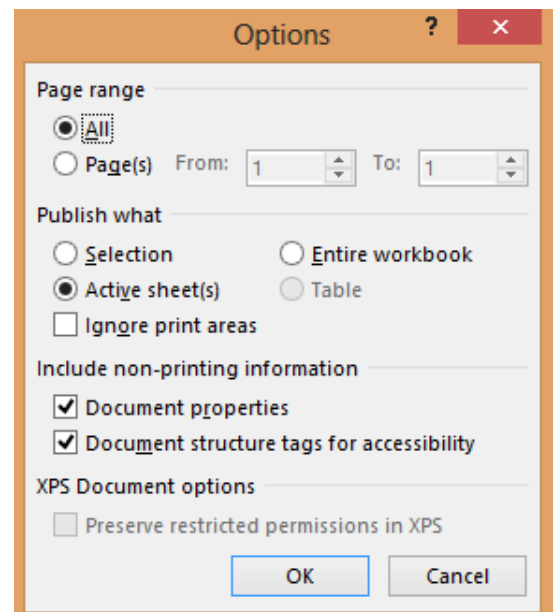 Options ? ×
Page range
All
Page(s) From: 1 To: 1
Publish what
Selection Entire workbook
Active sheet(s) Table
Ignore print areas
Include non-printing information
Document properties
Document structure tags for accessibility
XPS Document options
Preserve restricted permissions in XPS
OK Cancel